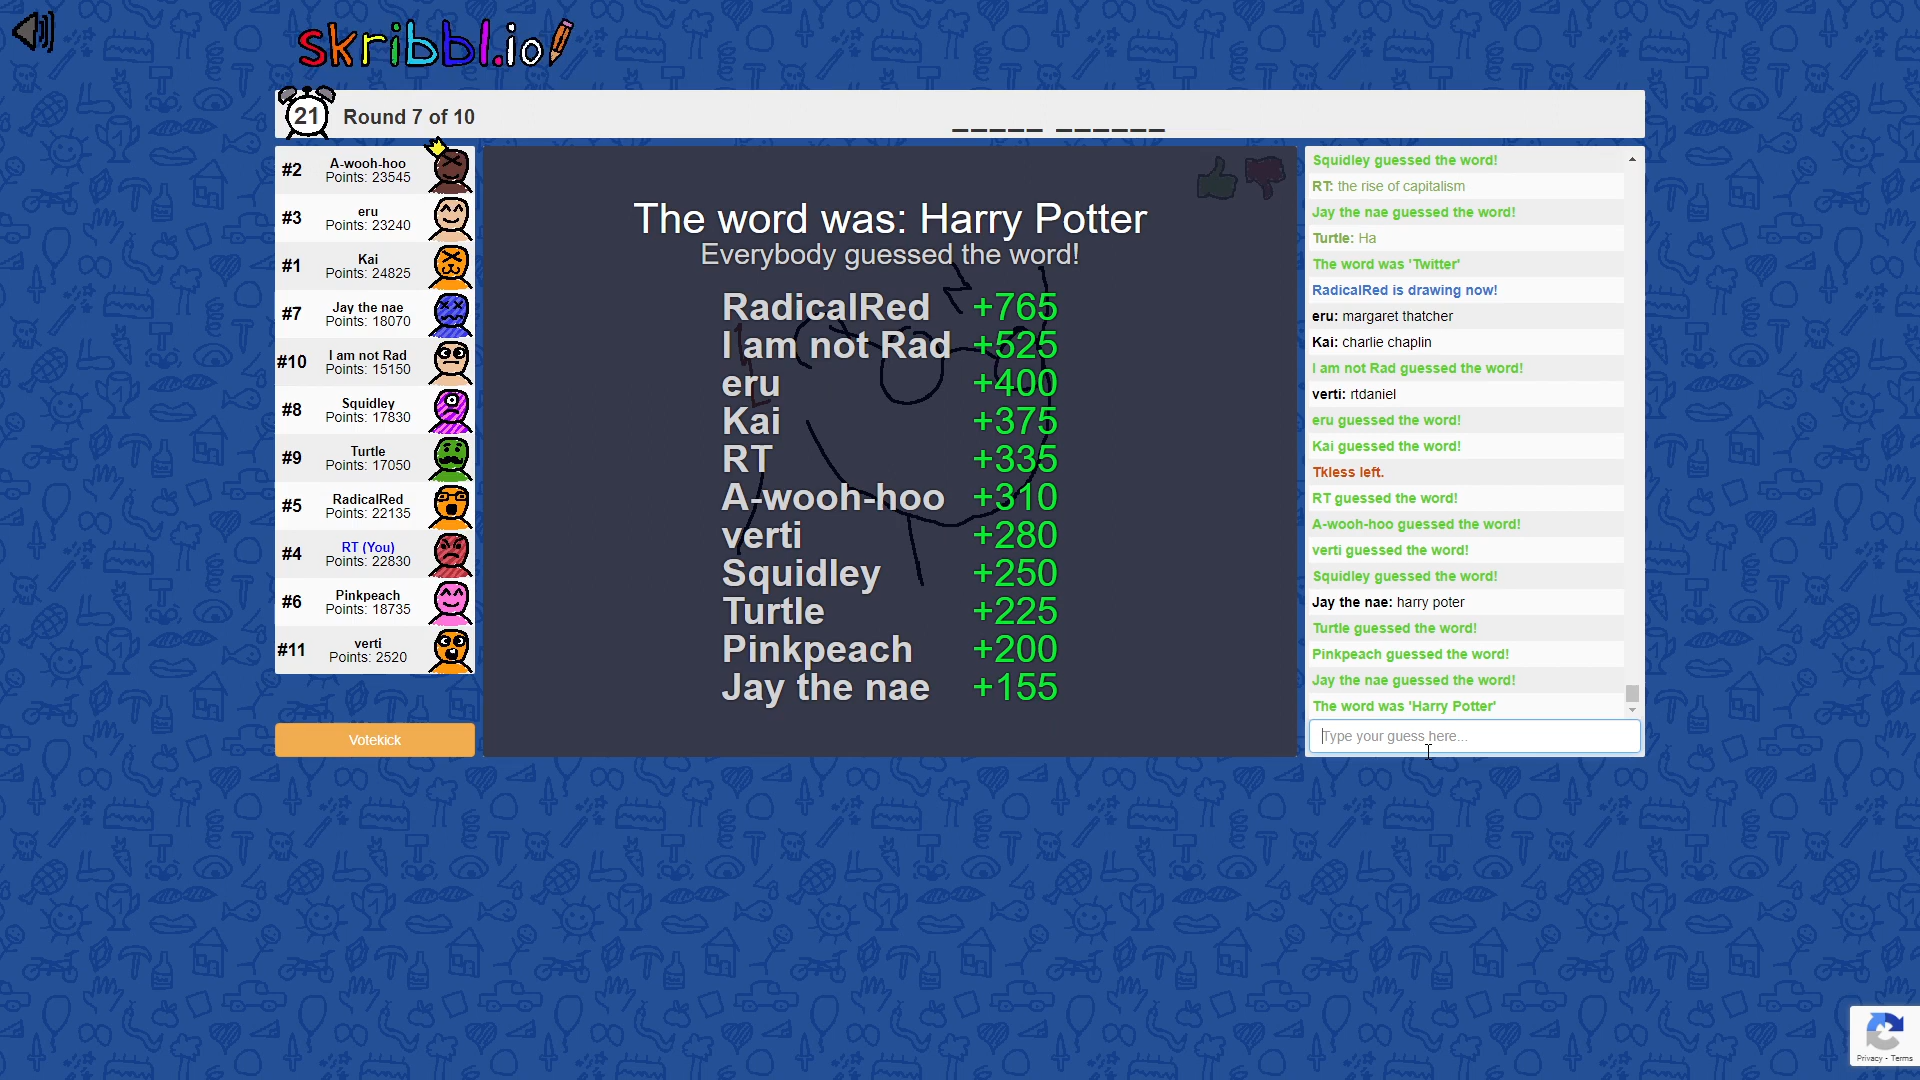 skribbl.io
21 Round 7 of 10 _____ ______
#2 A-wooh-hoo
Points: 23545
#3 eru
Points: 23240
#1 Kai
Points: 24825
#7 Jay the nae
Points: 18070
#10 I am not Rad
Points: 15150
#8 Squidley
Points: 17830
#9 Turtle
Points: 17050
#5 RadicalRed
Points: 22135
#4 RT (You)
Points: 22830
#6 Pinkpeach
Points: 18735
#11 verti
Points: 2520
Votekick
The word was: Harry Potter
Everybody guessed the word!
RadicalRed +765
I am not Rad +525
eru +400
Kai +375
RT +335
A-wooh-hoo +310
verti +280
Squidley +250
Turtle +225
Pinkpeach +200
Jay the nae +155
Squidley guessed the word!
RT: the rise of capitalism
Jay the nae guessed the word!
Turtle: Ha
The word was 'Twitter'
RadicalRed is drawing now!
eru: margaret thatcher
Kai: charlie chaplin
I am not Rad guessed the word!
verti: rtdaniel
eru guessed the word!
Kai guessed the word!
Tkless left.
RT guessed the word!
A-wooh-hoo guessed the word!
verti guessed the word!
Squidley guessed the word!
Jay the nae: harry poter
Turtle guessed the word!
Pinkpeach guessed the word!
Jay the nae guessed the word!
The word was 'Harry Potter'
Type your guess here...
Privacy - Terms